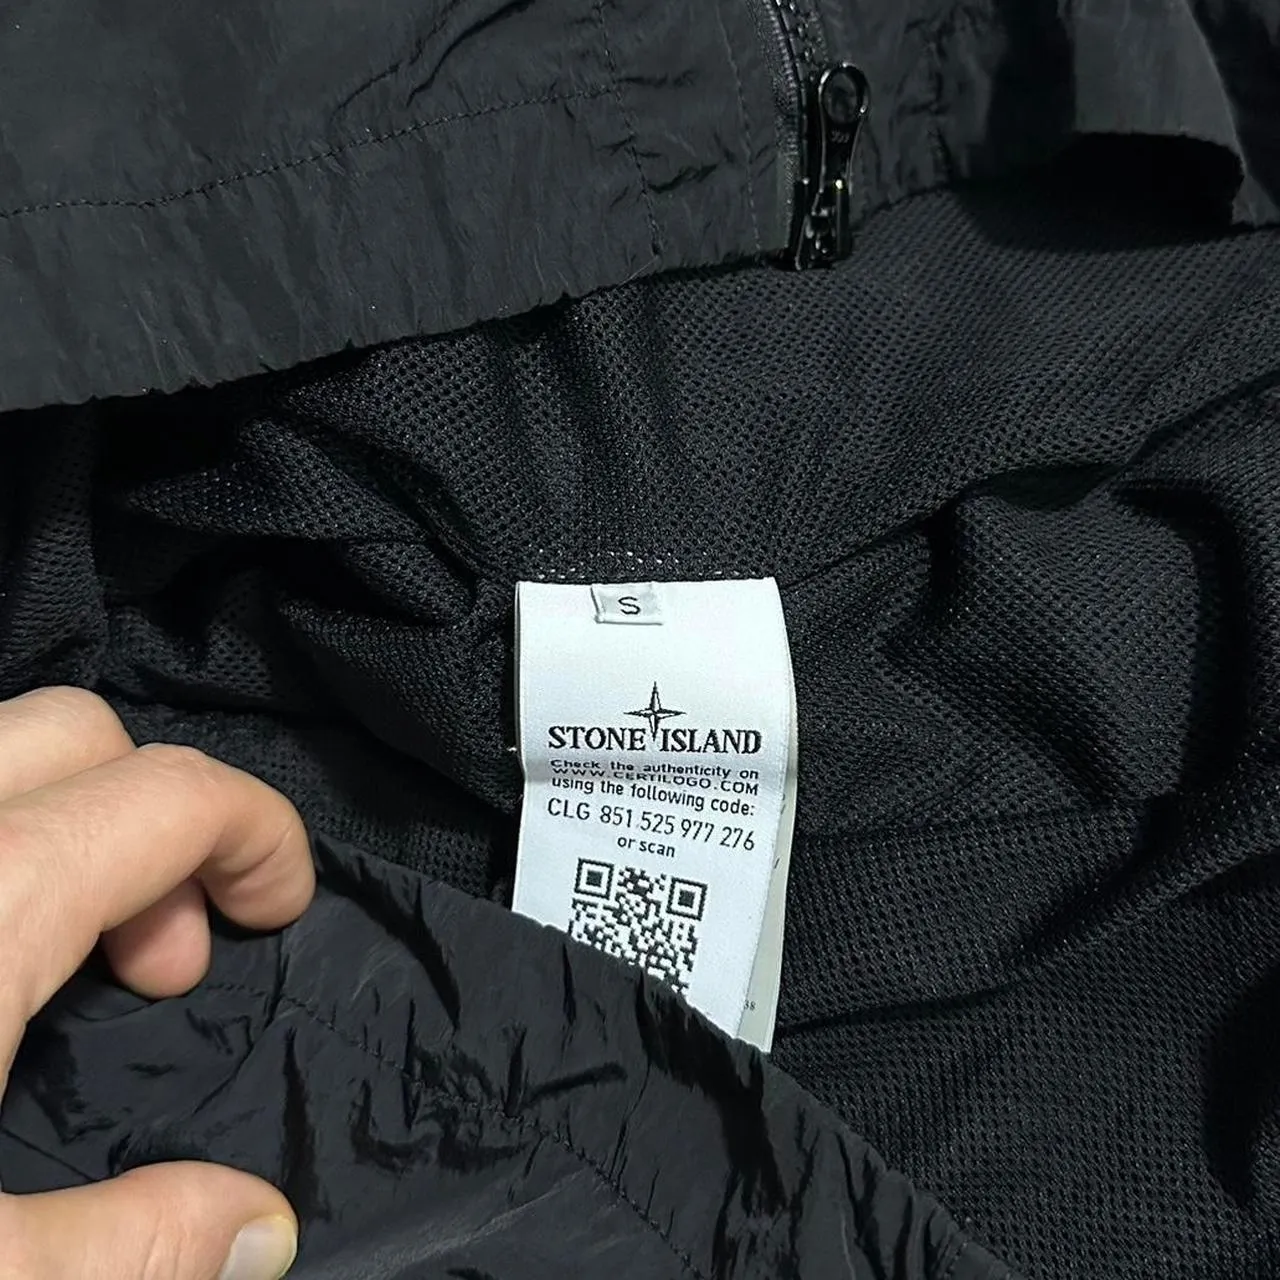 S
STONE ISLAND
Check the authenticity on
WWW.CERTILOGO.COM
using the following code:
CLG 851 525 977 276
or scan
38